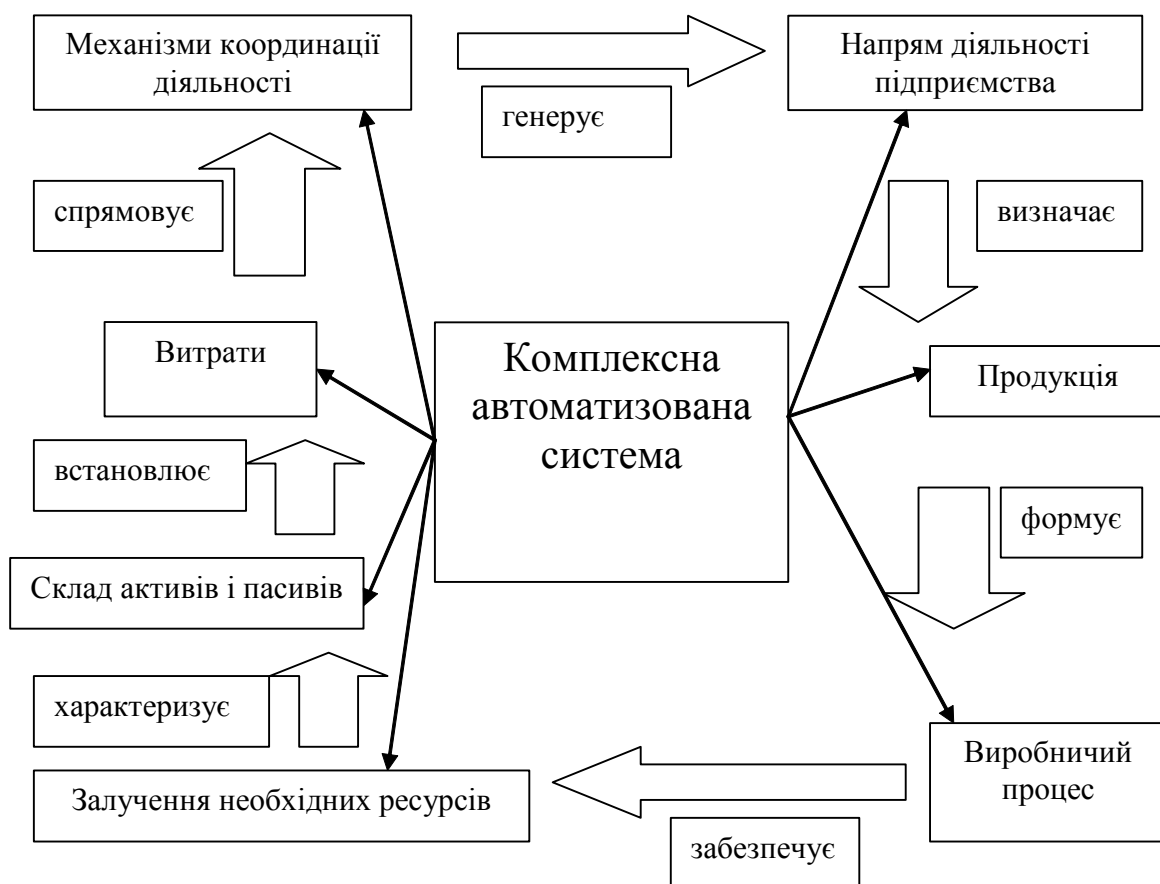 Механізми координації
діяльності
Напрям діяльності
підприємства
генерує
спрямовує
визначає
Витрати
Комплексна
автоматизована
система
Продукція
встановлює
формує
Склад активів і пасивів
характеризує
Виробничий
процес
Залучення необхідних ресурсів
забезпечує